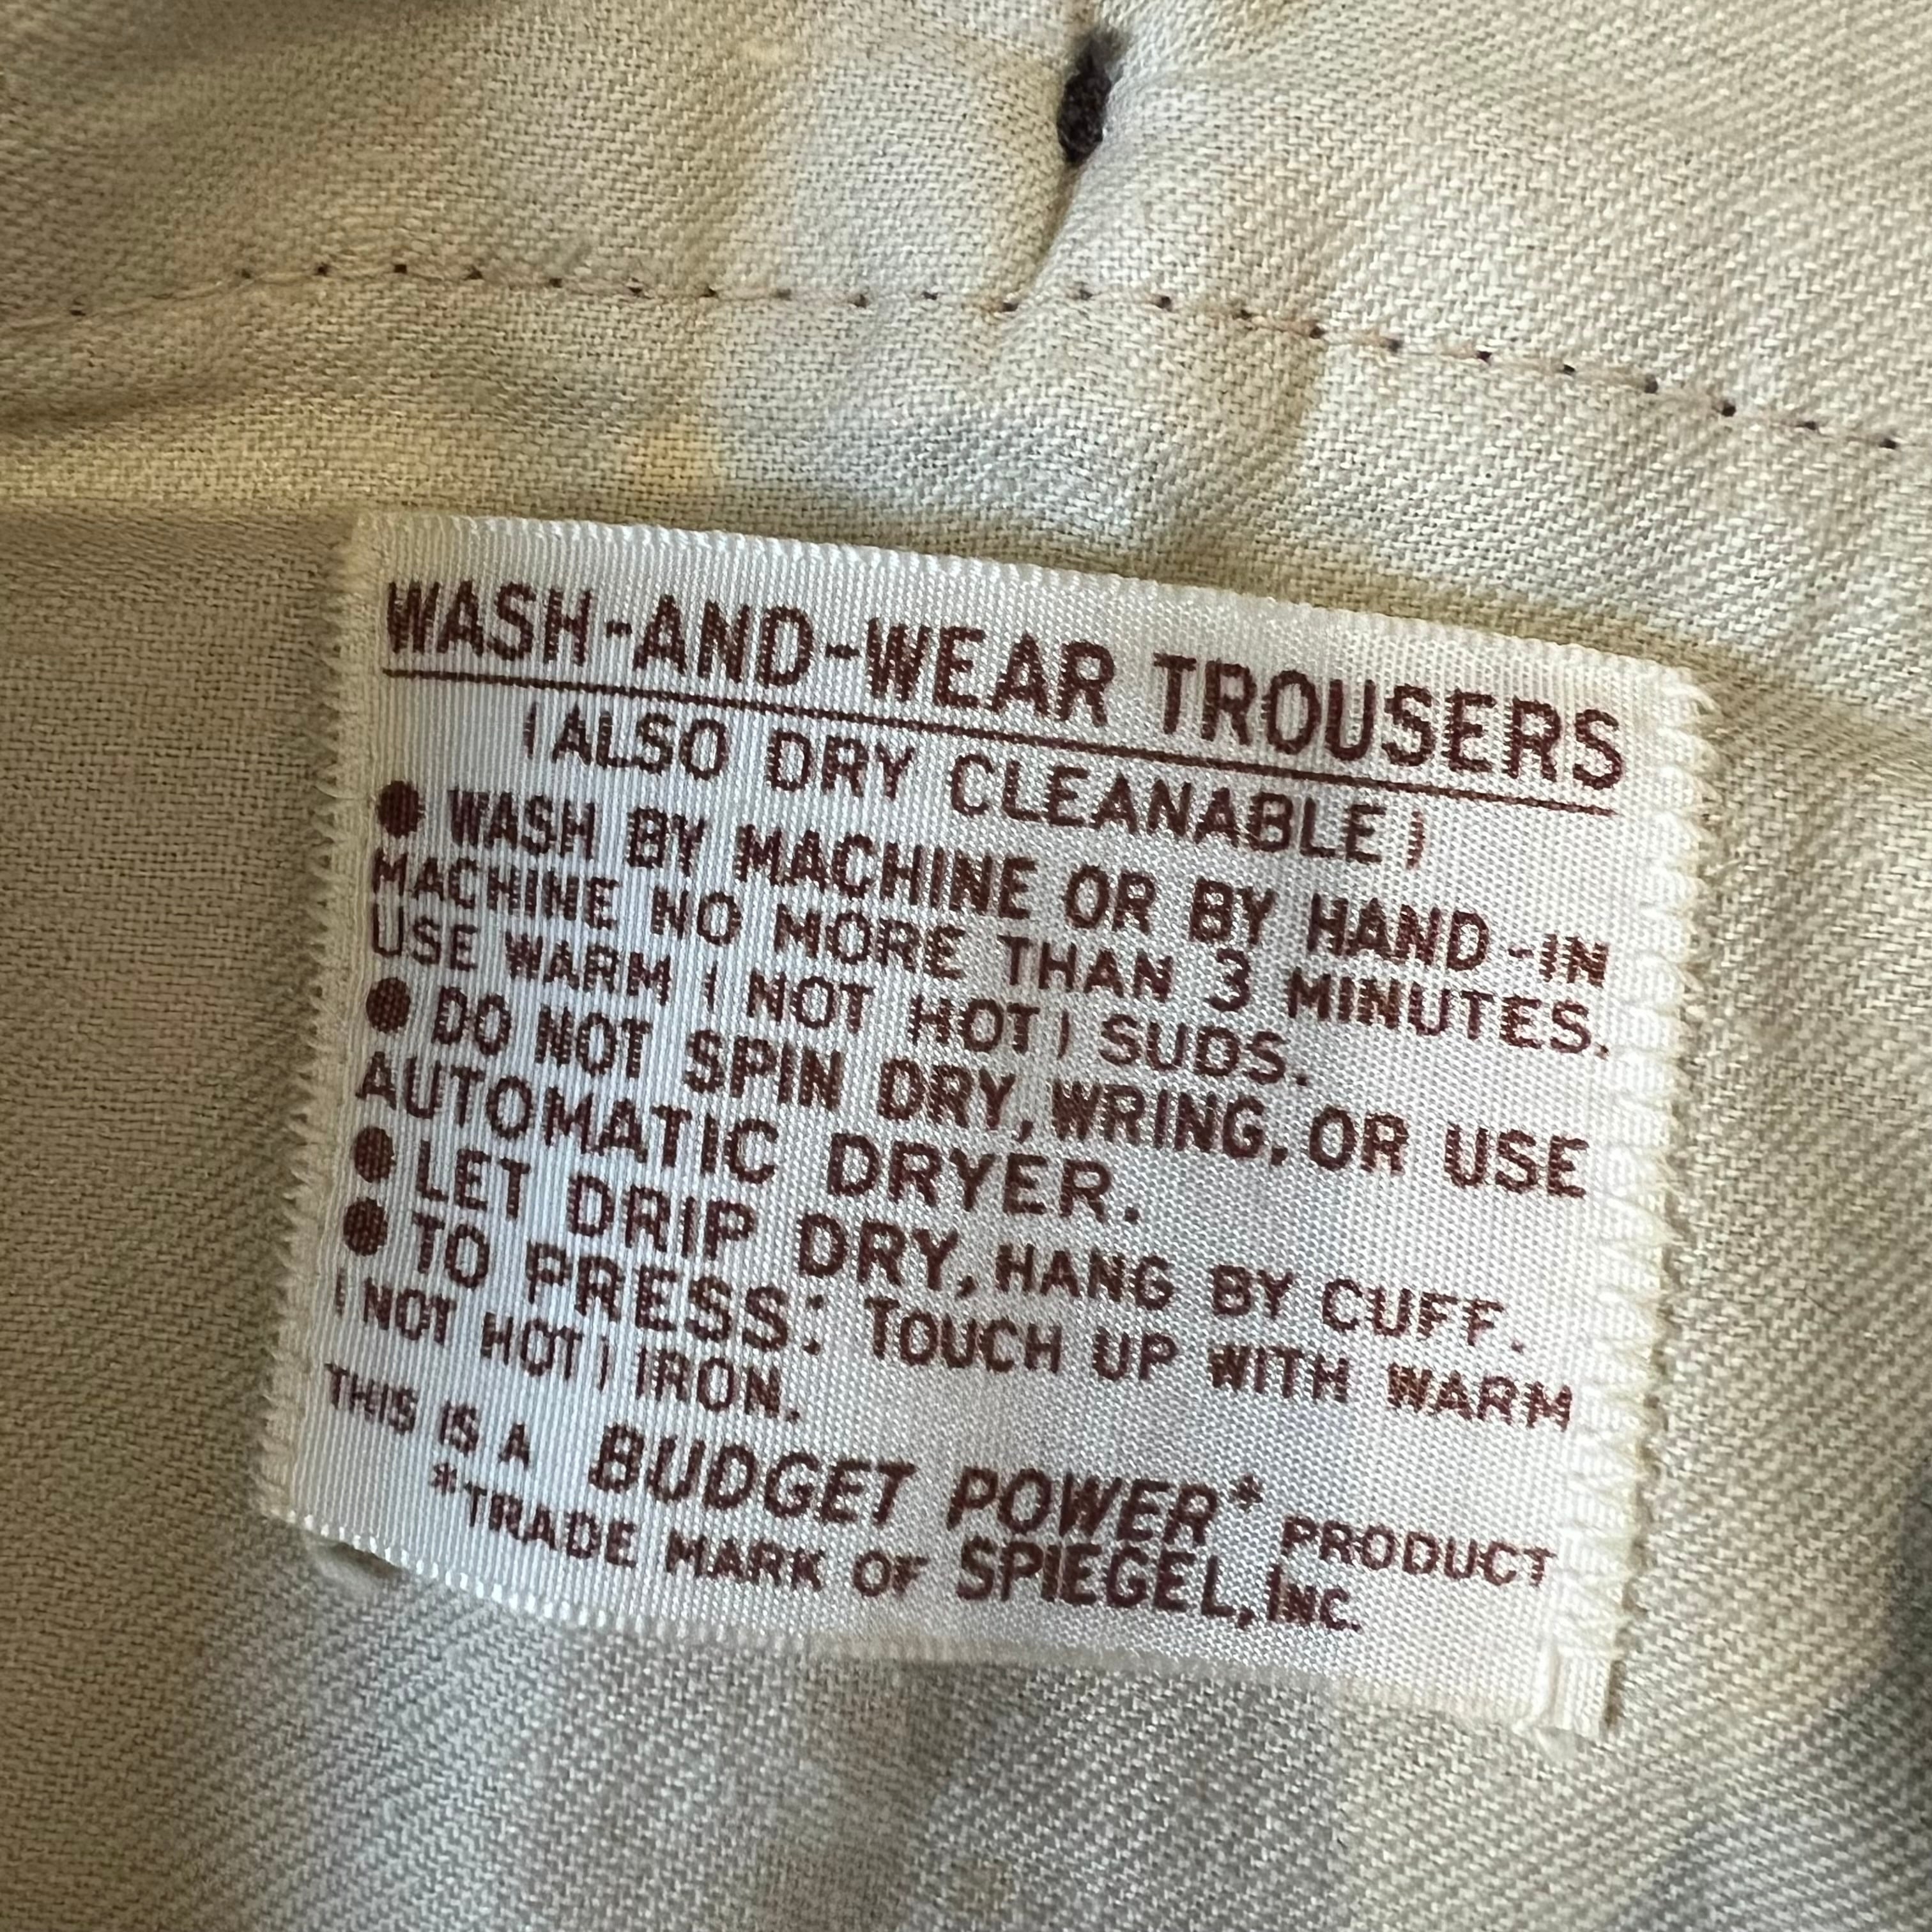 WASH-AND-WEAR TROUSERS
(ALSO DRY CLEANABLE)
● WASH BY MACHINE OR BY HAND-IN
MACHINE NO MORE THAN 3 MINUTES.
USE WARM (NOT HOT) SUDS.
● DO NOT SPIN DRY, WRING, OR USE
AUTOMATIC DRYER.
● LET DRIP DRY, HANG BY CUFF.
● TO PRESS: TOUCH UP WITH WARM
(NOT HOT) IRON.
THIS IS A BUDGET POWER* PRODUCT
*TRADE MARK OF SPIEGEL, INC.